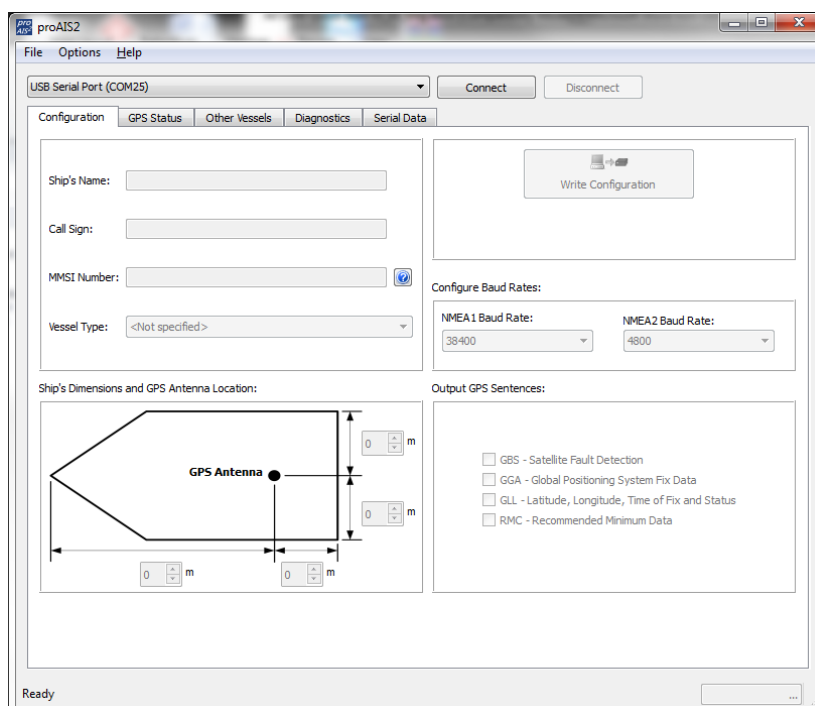 pro AIS2 proAIS2
File Options Help
USB Serial Port (COM25) Connect Disconnect
Configuration GPS Status Other Vessels Diagnostics Serial Data
Ship's Name:
Write Configuration
Call Sign:
MMSI Number: ?
Configure Baud Rates:
NMEA1 Baud Rate: NMEA2 Baud Rate:
Vessel Type: <Not specified> 38400 4800
Ship's Dimensions and GPS Antenna Location: Output GPS Sentences:
0 m
GPS Antenna
0 m
0 m 0 m
GBS - Satellite Fault Detection
GGA - Global Positioning System Fix Data
GLL - Latitude, Longitude, Time of Fix and Status
RMC - Recommended Minimum Data
Ready ...